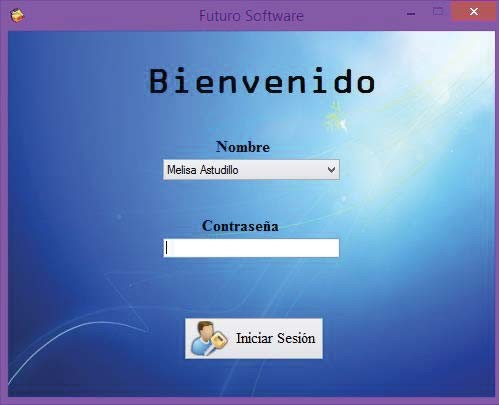 Futuro Software
Bienvenido
Nombre
Melisa Astudillo
Contraseña
Iniciar Sesión